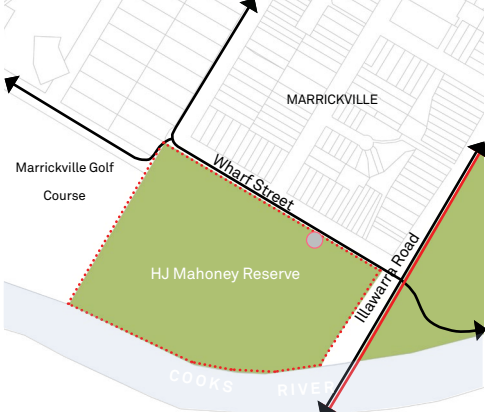 MARRICKVILLE
Marrickville Golf
Course
Wharf Street
Illawarra Road
HJ Mahoney Reserve
COOKS RIVER